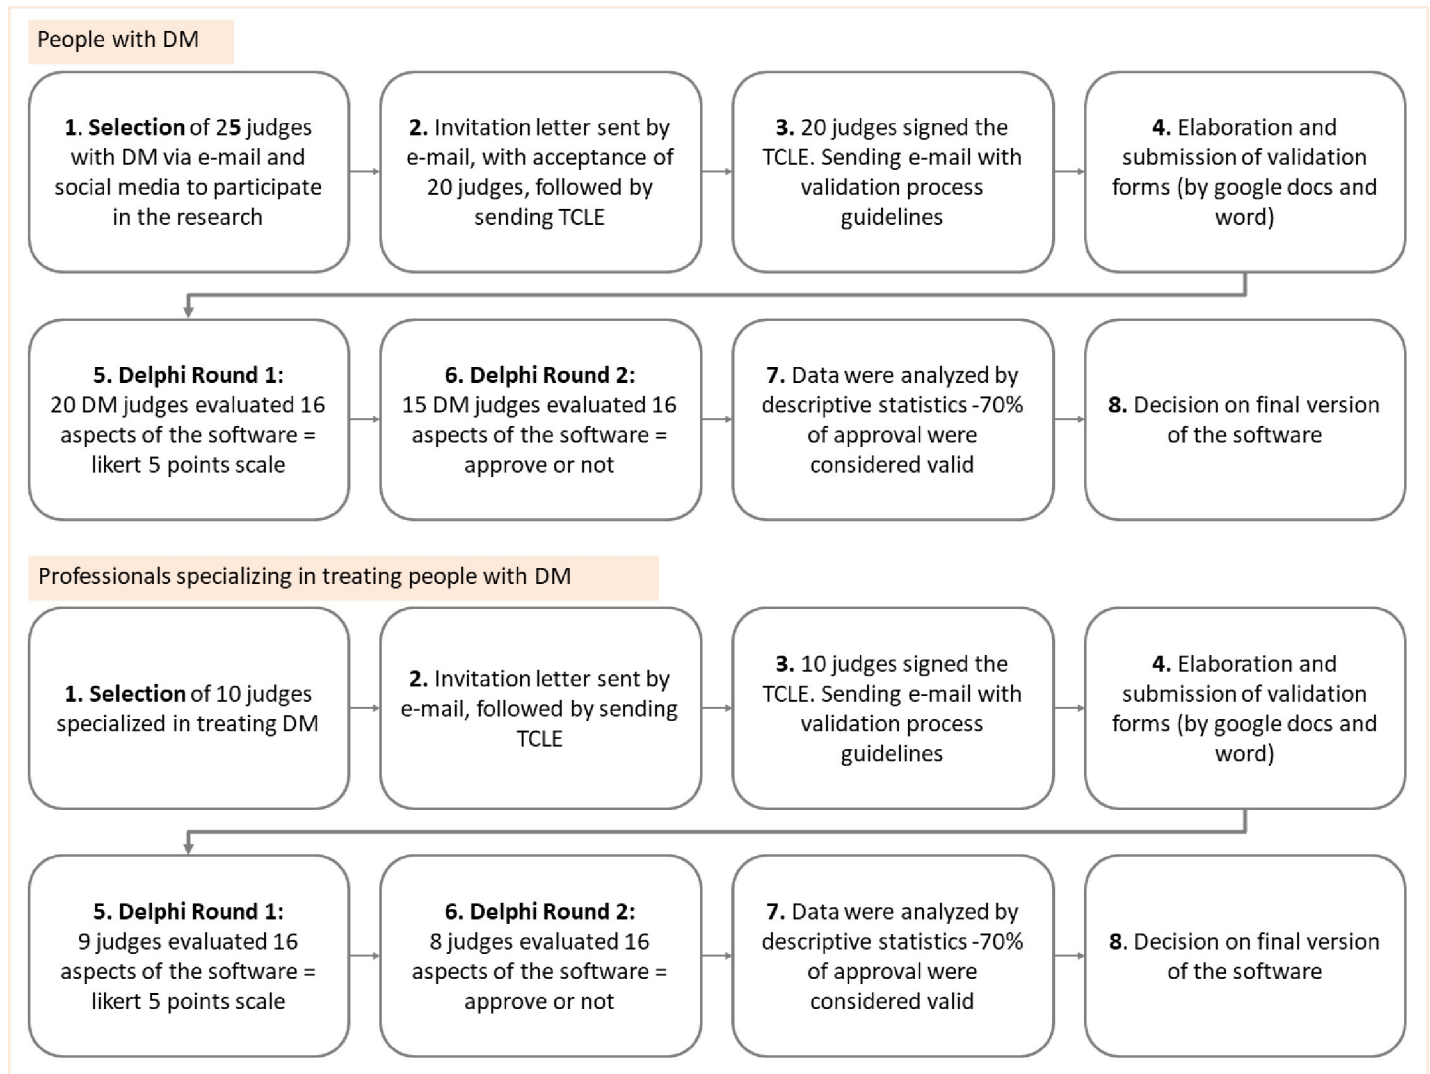 People with DM
1. Selection of 25 judges
with DM via e-mail and
social media to participate
in the research
2. Invitation letter sent by
e-mail, with acceptance of
20 judges, followed by
sending TCLE
3. 20 judges signed the
TCLE. Sending e-mail with
validation process
guidelines
4. Elaboration and
submission of validation
forms (by google docs and
word)
5. Delphi Round 1:
20 DM judges evaluated 16
aspects of the software =
likert 5 points scale
6. Delphi Round 2:
15 DM judges evaluated 16
aspects of the software =
approve or not
7. Data were analyzed by
descriptive statistics -70%
of approval were
considered valid
8. Decision on final version
of the software
Professionals specializing in treating people with DM
1. Selection of 10 judges
specialized in treating DM
2. Invitation letter sent by
e-mail, followed by sending
TCLE
3. 10 judges signed the
TCLE. Sending e-mail with
validation process
guidelines
4. Elaboration and
submission of validation
forms (by google docs and
word)
5. Delphi Round 1:
9 judges evaluated 16
aspects of the software =
likert 5 points scale
6. Delphi Round 2:
8 judges evaluated 16
aspects of the software =
approve or not
7. Data were analyzed by
descriptive statistics -70%
of approval were
considered valid
8. Decision on final version
of the software